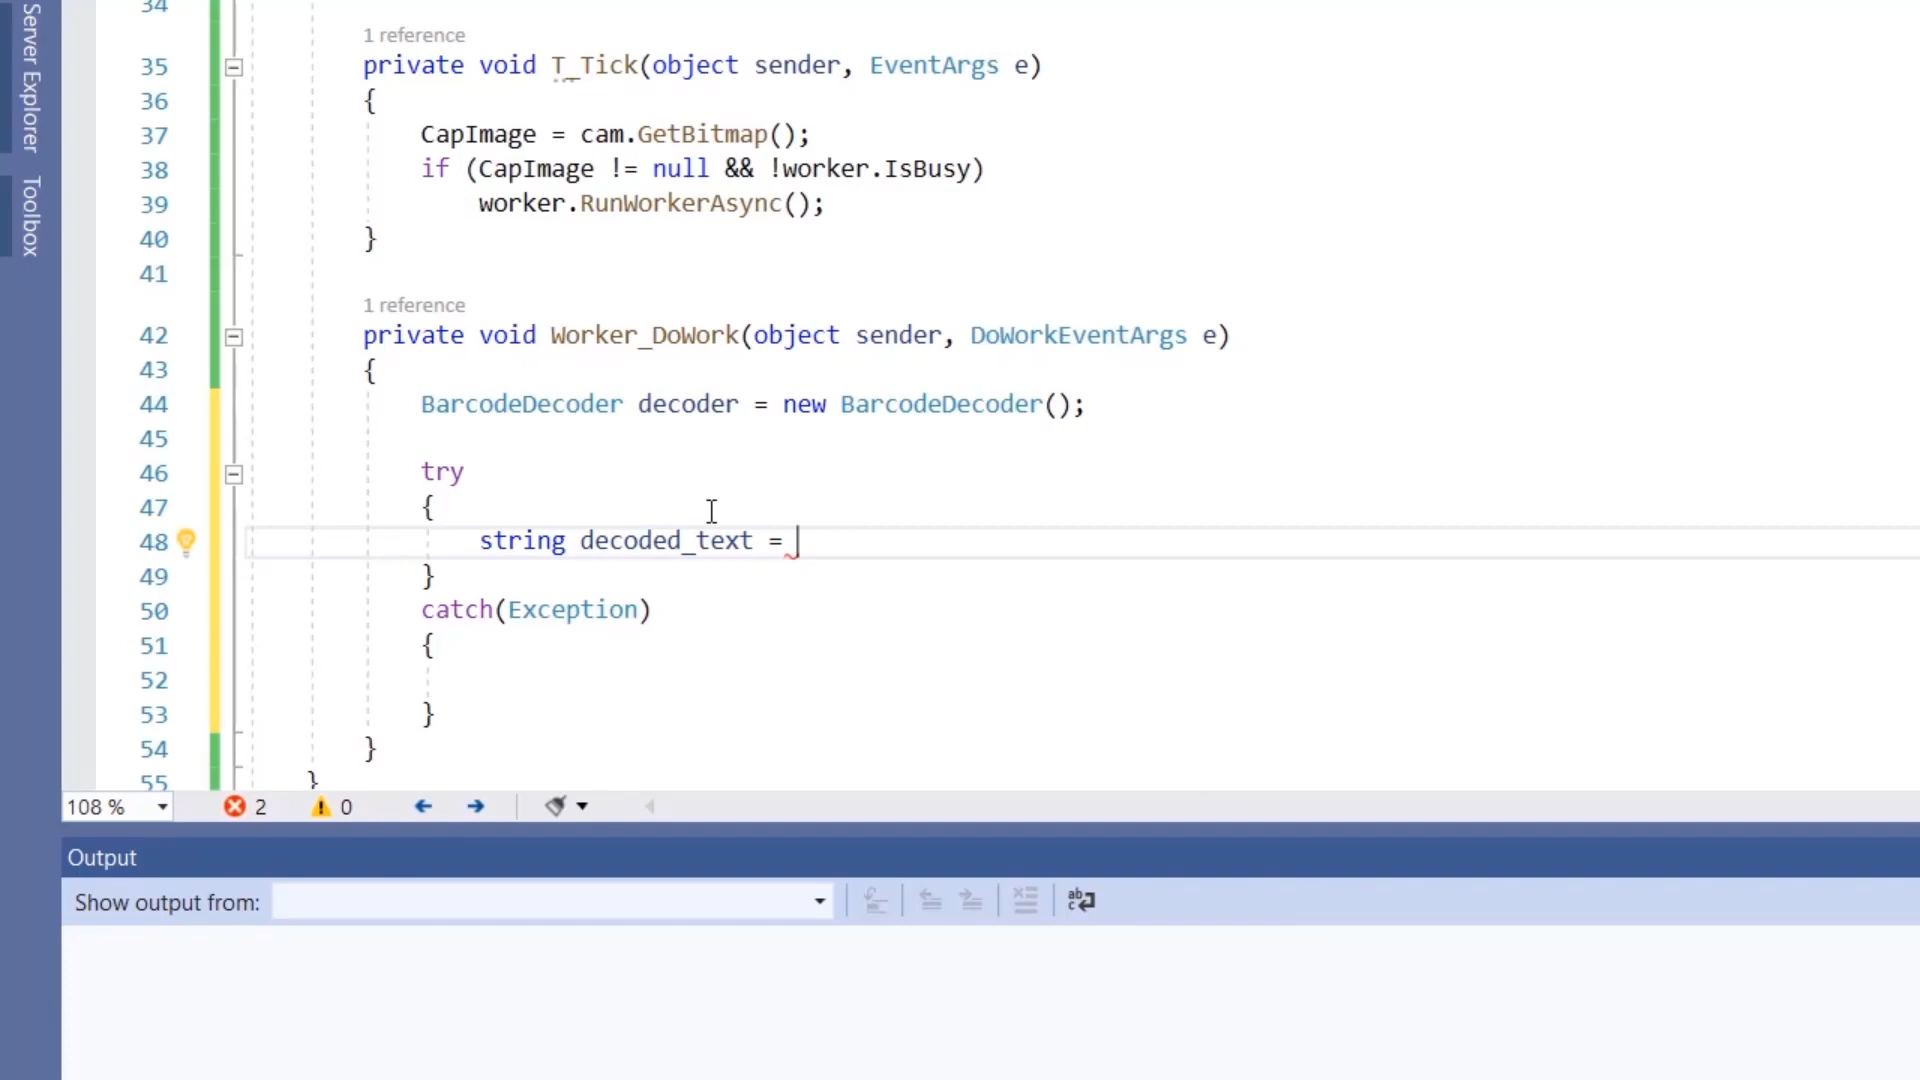 Server Explorer
Toolbox
34
1 reference
35 private void T_Tick(object sender, EventArgs e)
36 {
37 CapImage = cam.GetBitmap();
38 if (CapImage != null && !worker.IsBusy)
39 worker.RunWorkerAsync();
40 }
41
1 reference
42 private void Worker_DoWork(object sender, DoWorkEventArgs e)
43 {
44 BarcodeDecoder decoder = new BarcodeDecoder();
45
46 try
47 {
48 string decoded_text =
49 }
50 catch(Exception)
51 {
52
53 }
54 }
55 }
108 % 2 0
Output
Show output from: